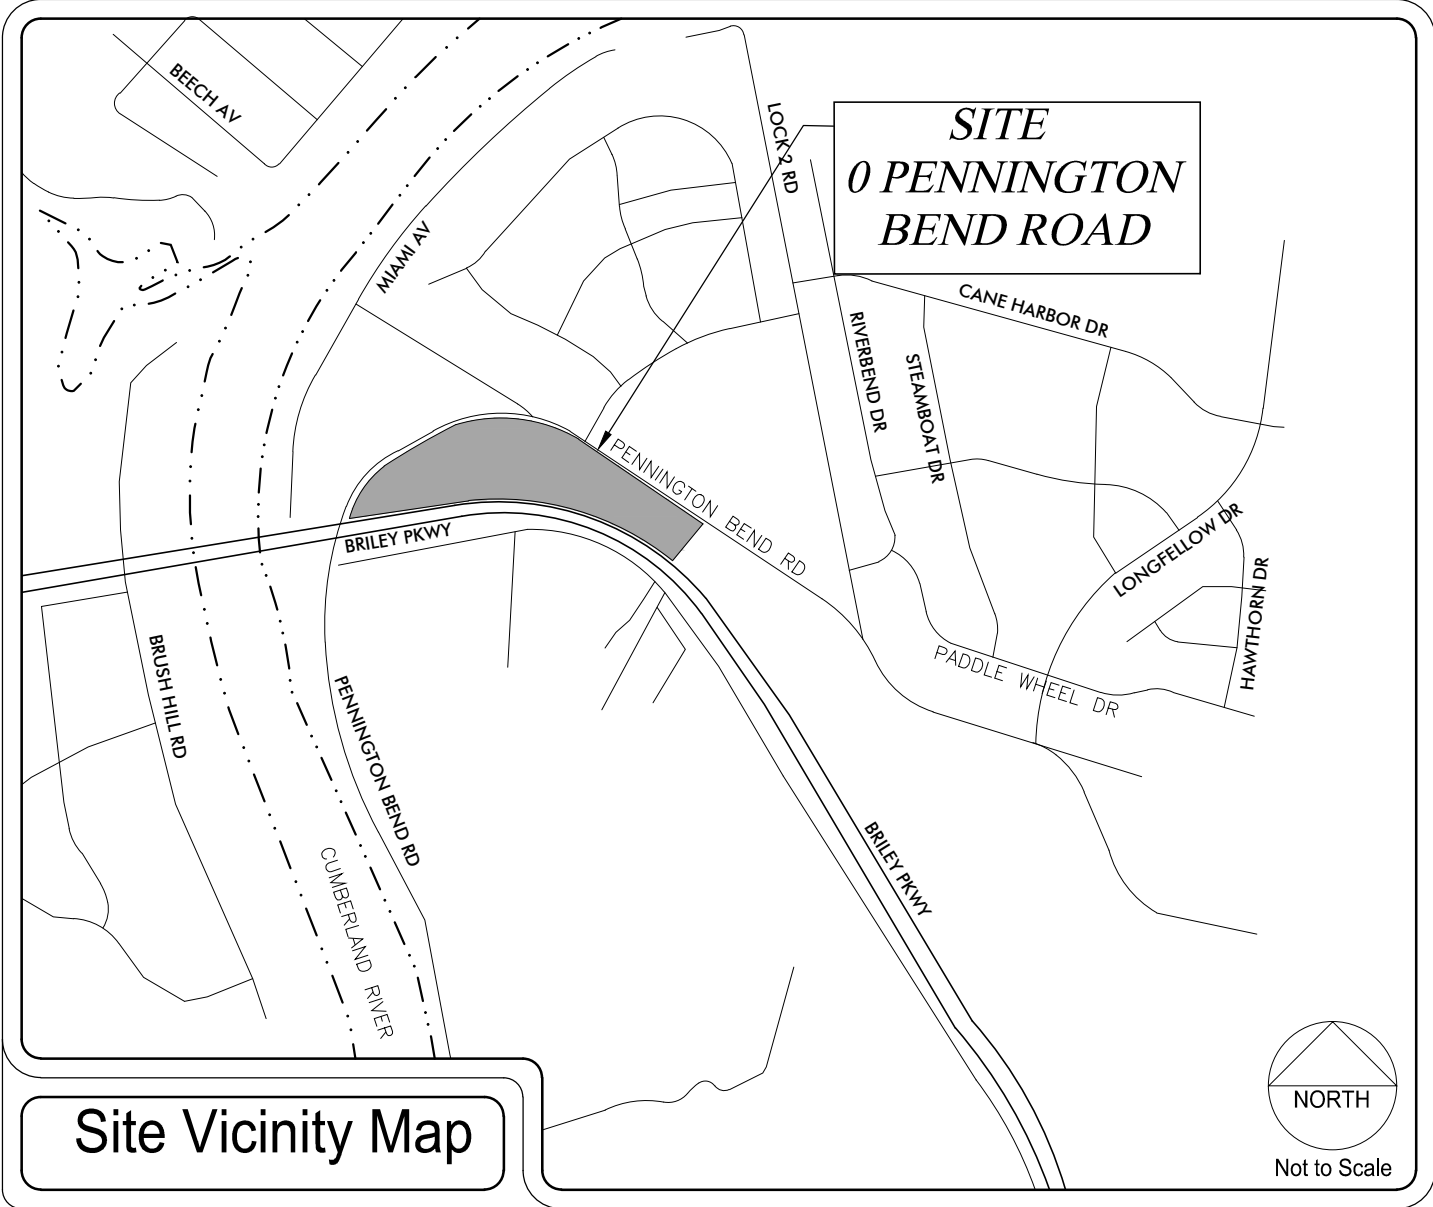 BEECH AV
LOCK 2 RD
SITE
0 PENNINGTON
BEND ROAD
MIAMI AV
CANE HARBOR DR
RIVERBEND DR
STEAMBOAT DR
PENNINGTON BEND RD
BRILEY PKWY
LONGFELLOW DR
HAWTHORN DR
BRUSH HILL RD
PADDLE WHEEL DR
PENNINGTON BEND RD
CUMBERLAND RIVER
BRILEY PKWY
NORTH
Not to Scale
Site Vicinity Map